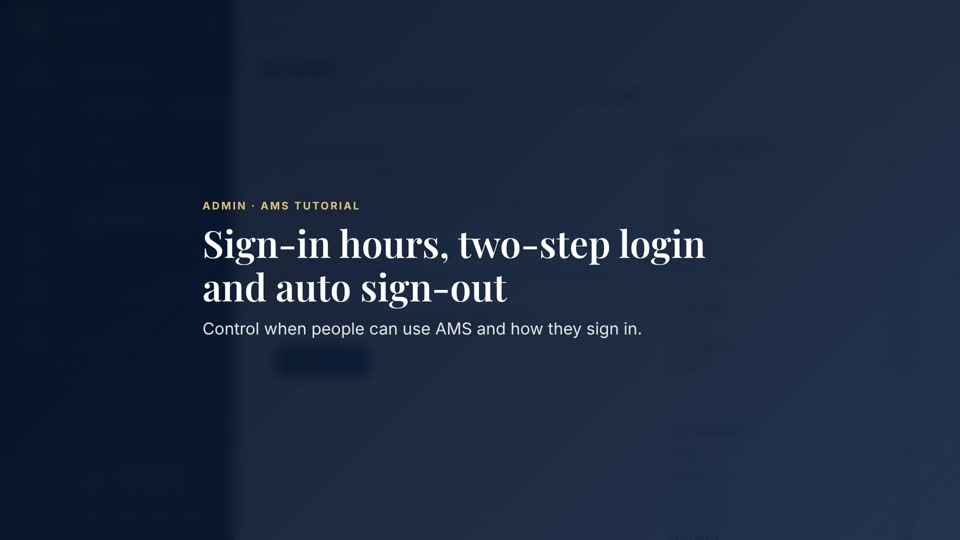 ADMIN · AMS TUTORIAL
Sign-in hours, two-step login
and auto sign-out
Control when people can use AMS and how they sign in.